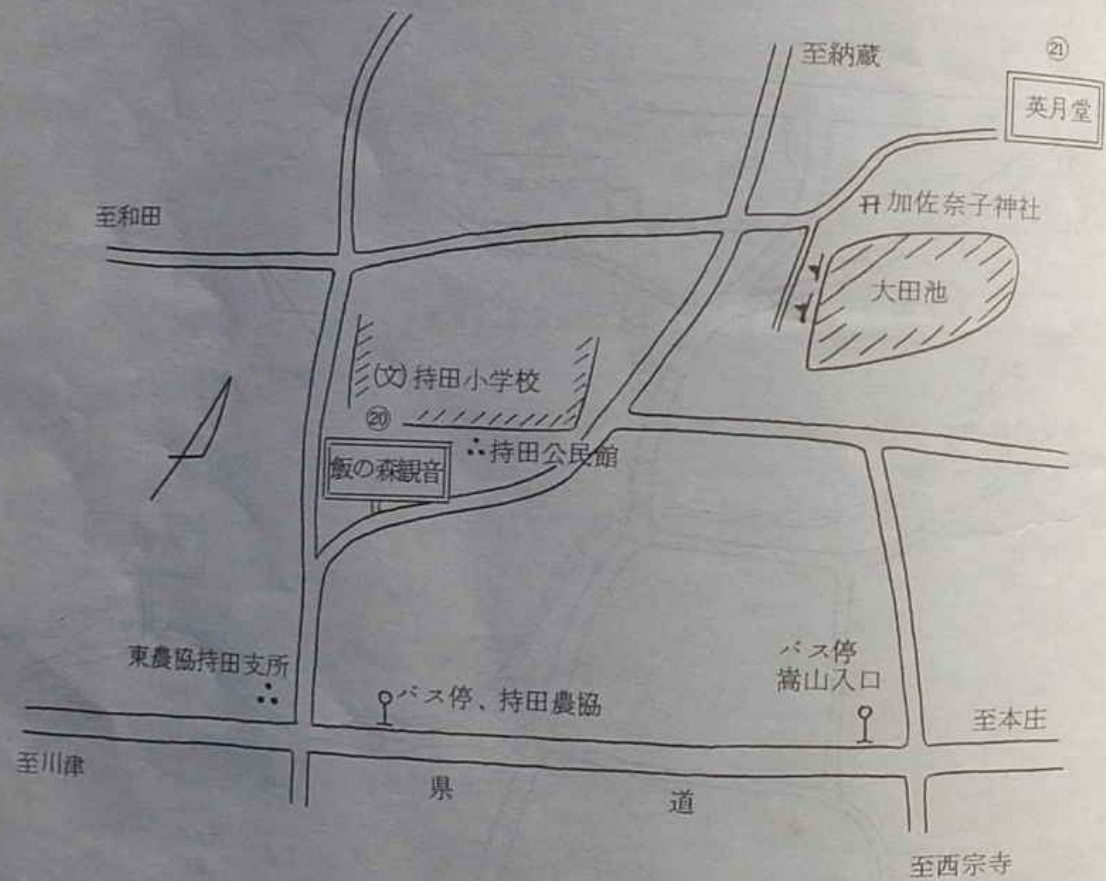 至納蔵
㉑
英月堂
加佐奈子神社
至和田
大田池
(文)持田小学校
⑳
飯の森観音
持田公民館
東農協持田支所
バス停、持田農協
バス停
嵩山入口
至本庄
至川津
県道
至西宗寺